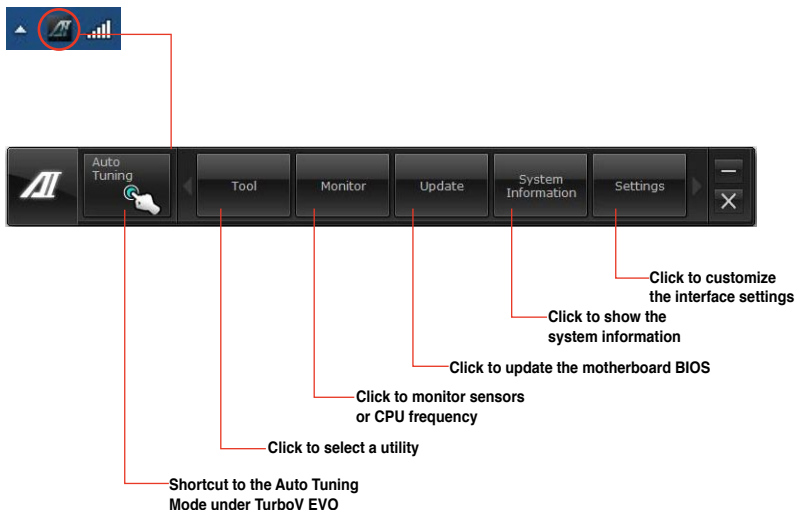 Auto
Tuning
Tool
Monitor
Update
System
Information
Settings
Click to customize
the interface settings
Click to show the
system information
Click to update the motherboard BIOS
Click to monitor sensors
or CPU frequency
Click to select a utility
Shortcut to the Auto Tuning
Mode under TurboV EVO